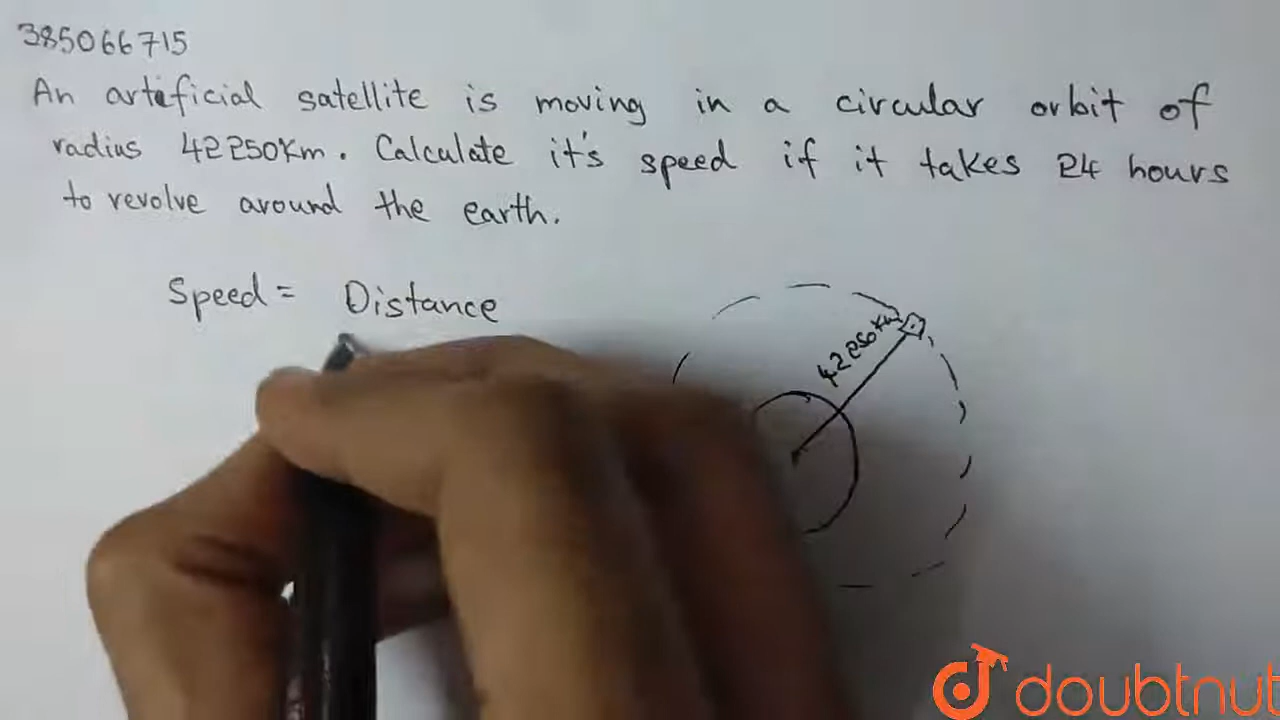 385066715
An artificial satellite is moving in a circular orbit of
radius 42250Km. Calculate it's speed if it takes 24 hours
to revolve around the earth.
Speed = Distance
42250Km
doubtnut